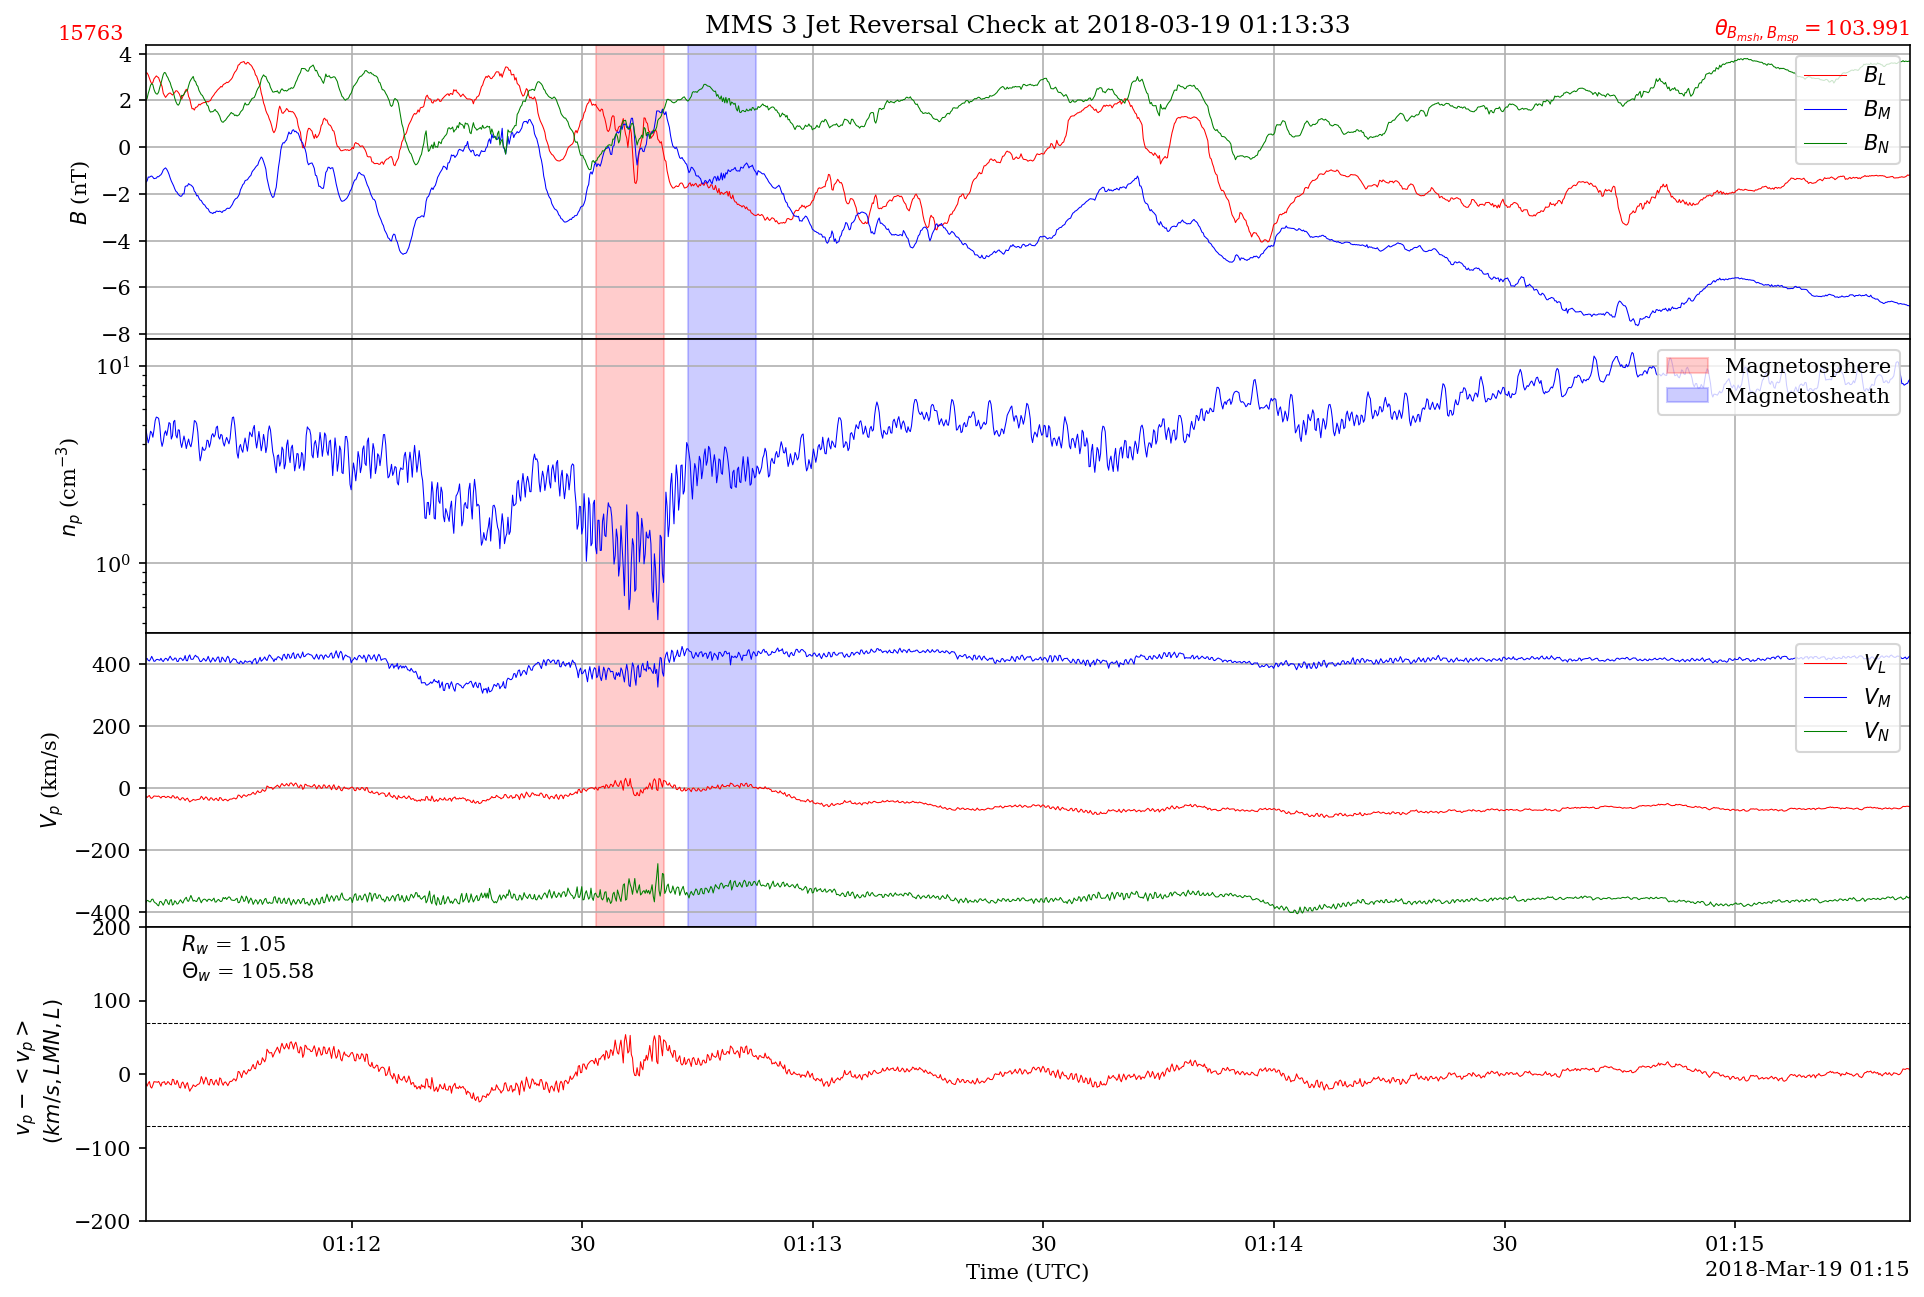 MMS 3 Jet Reversal Check at 2018-03-19 01:13:33
15763
θ_{B_{msh}, B_{msp}} = 103.991
4
2
0
−2
−4
−6
−8
B (nT)
B_L
B_M
B_N
10^1
10^0
n_p (cm^{−3})
Magnetosphere
Magnetosheath
400
200
0
−200
−400
V_p (km/s)
V_L
V_M
V_N
200
100
0
−100
−200
v_p − < v_p >
(km/s, LMN, L)
R_w = 1.05
Θ_w = 105.58
01:12
30
01:13
30
01:14
30
01:15
Time (UTC)
2018-Mar-19 01:15